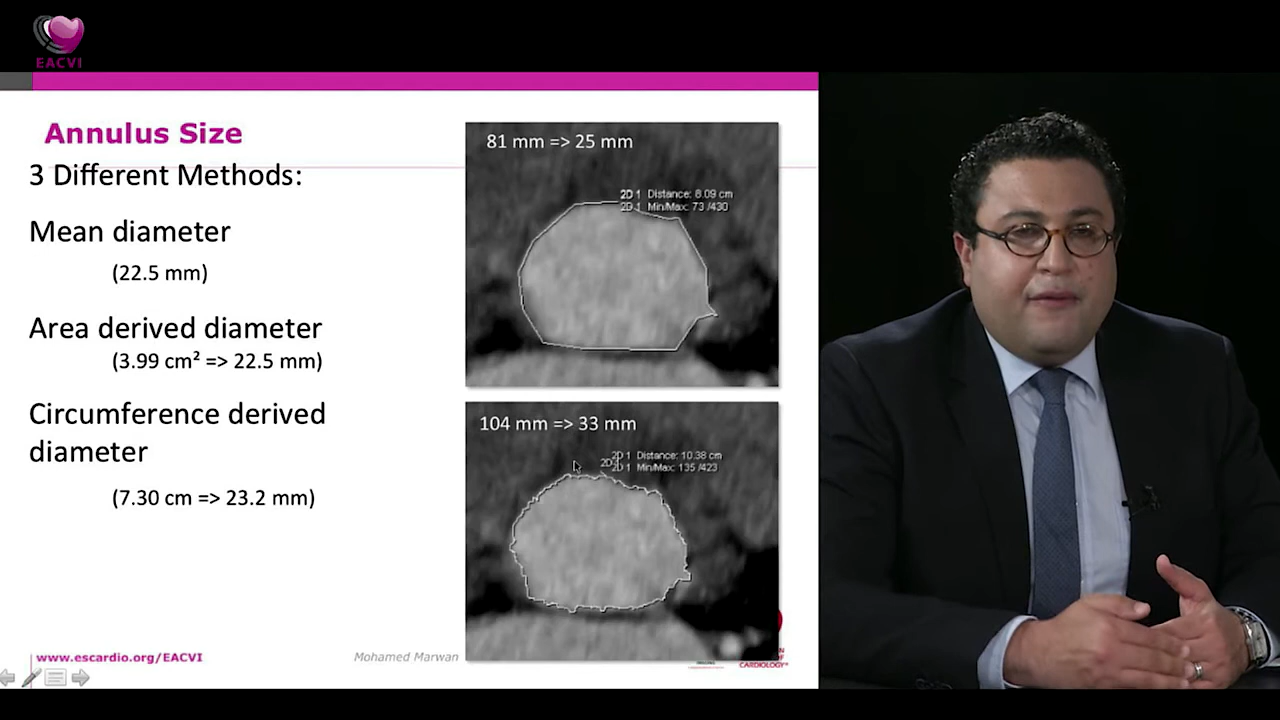 EACVI
Annulus Size
3 Different Methods:
Mean diameter
(22.5 mm)
Area derived diameter
(3.99 cm² => 22.5 mm)
Circumference derived
diameter
(7.30 cm => 23.2 mm)
81 mm => 25 mm
2D 1 Distance: 8.09 cm
2D 1 Min/Max: 73 /430
104 mm => 33 mm
2D 1 Distance: 10.38 cm
2D 1 Min/Max: 135 /423
www.escardio.org/EACVI
Mohamed Marwan
CARDIOLOGY®